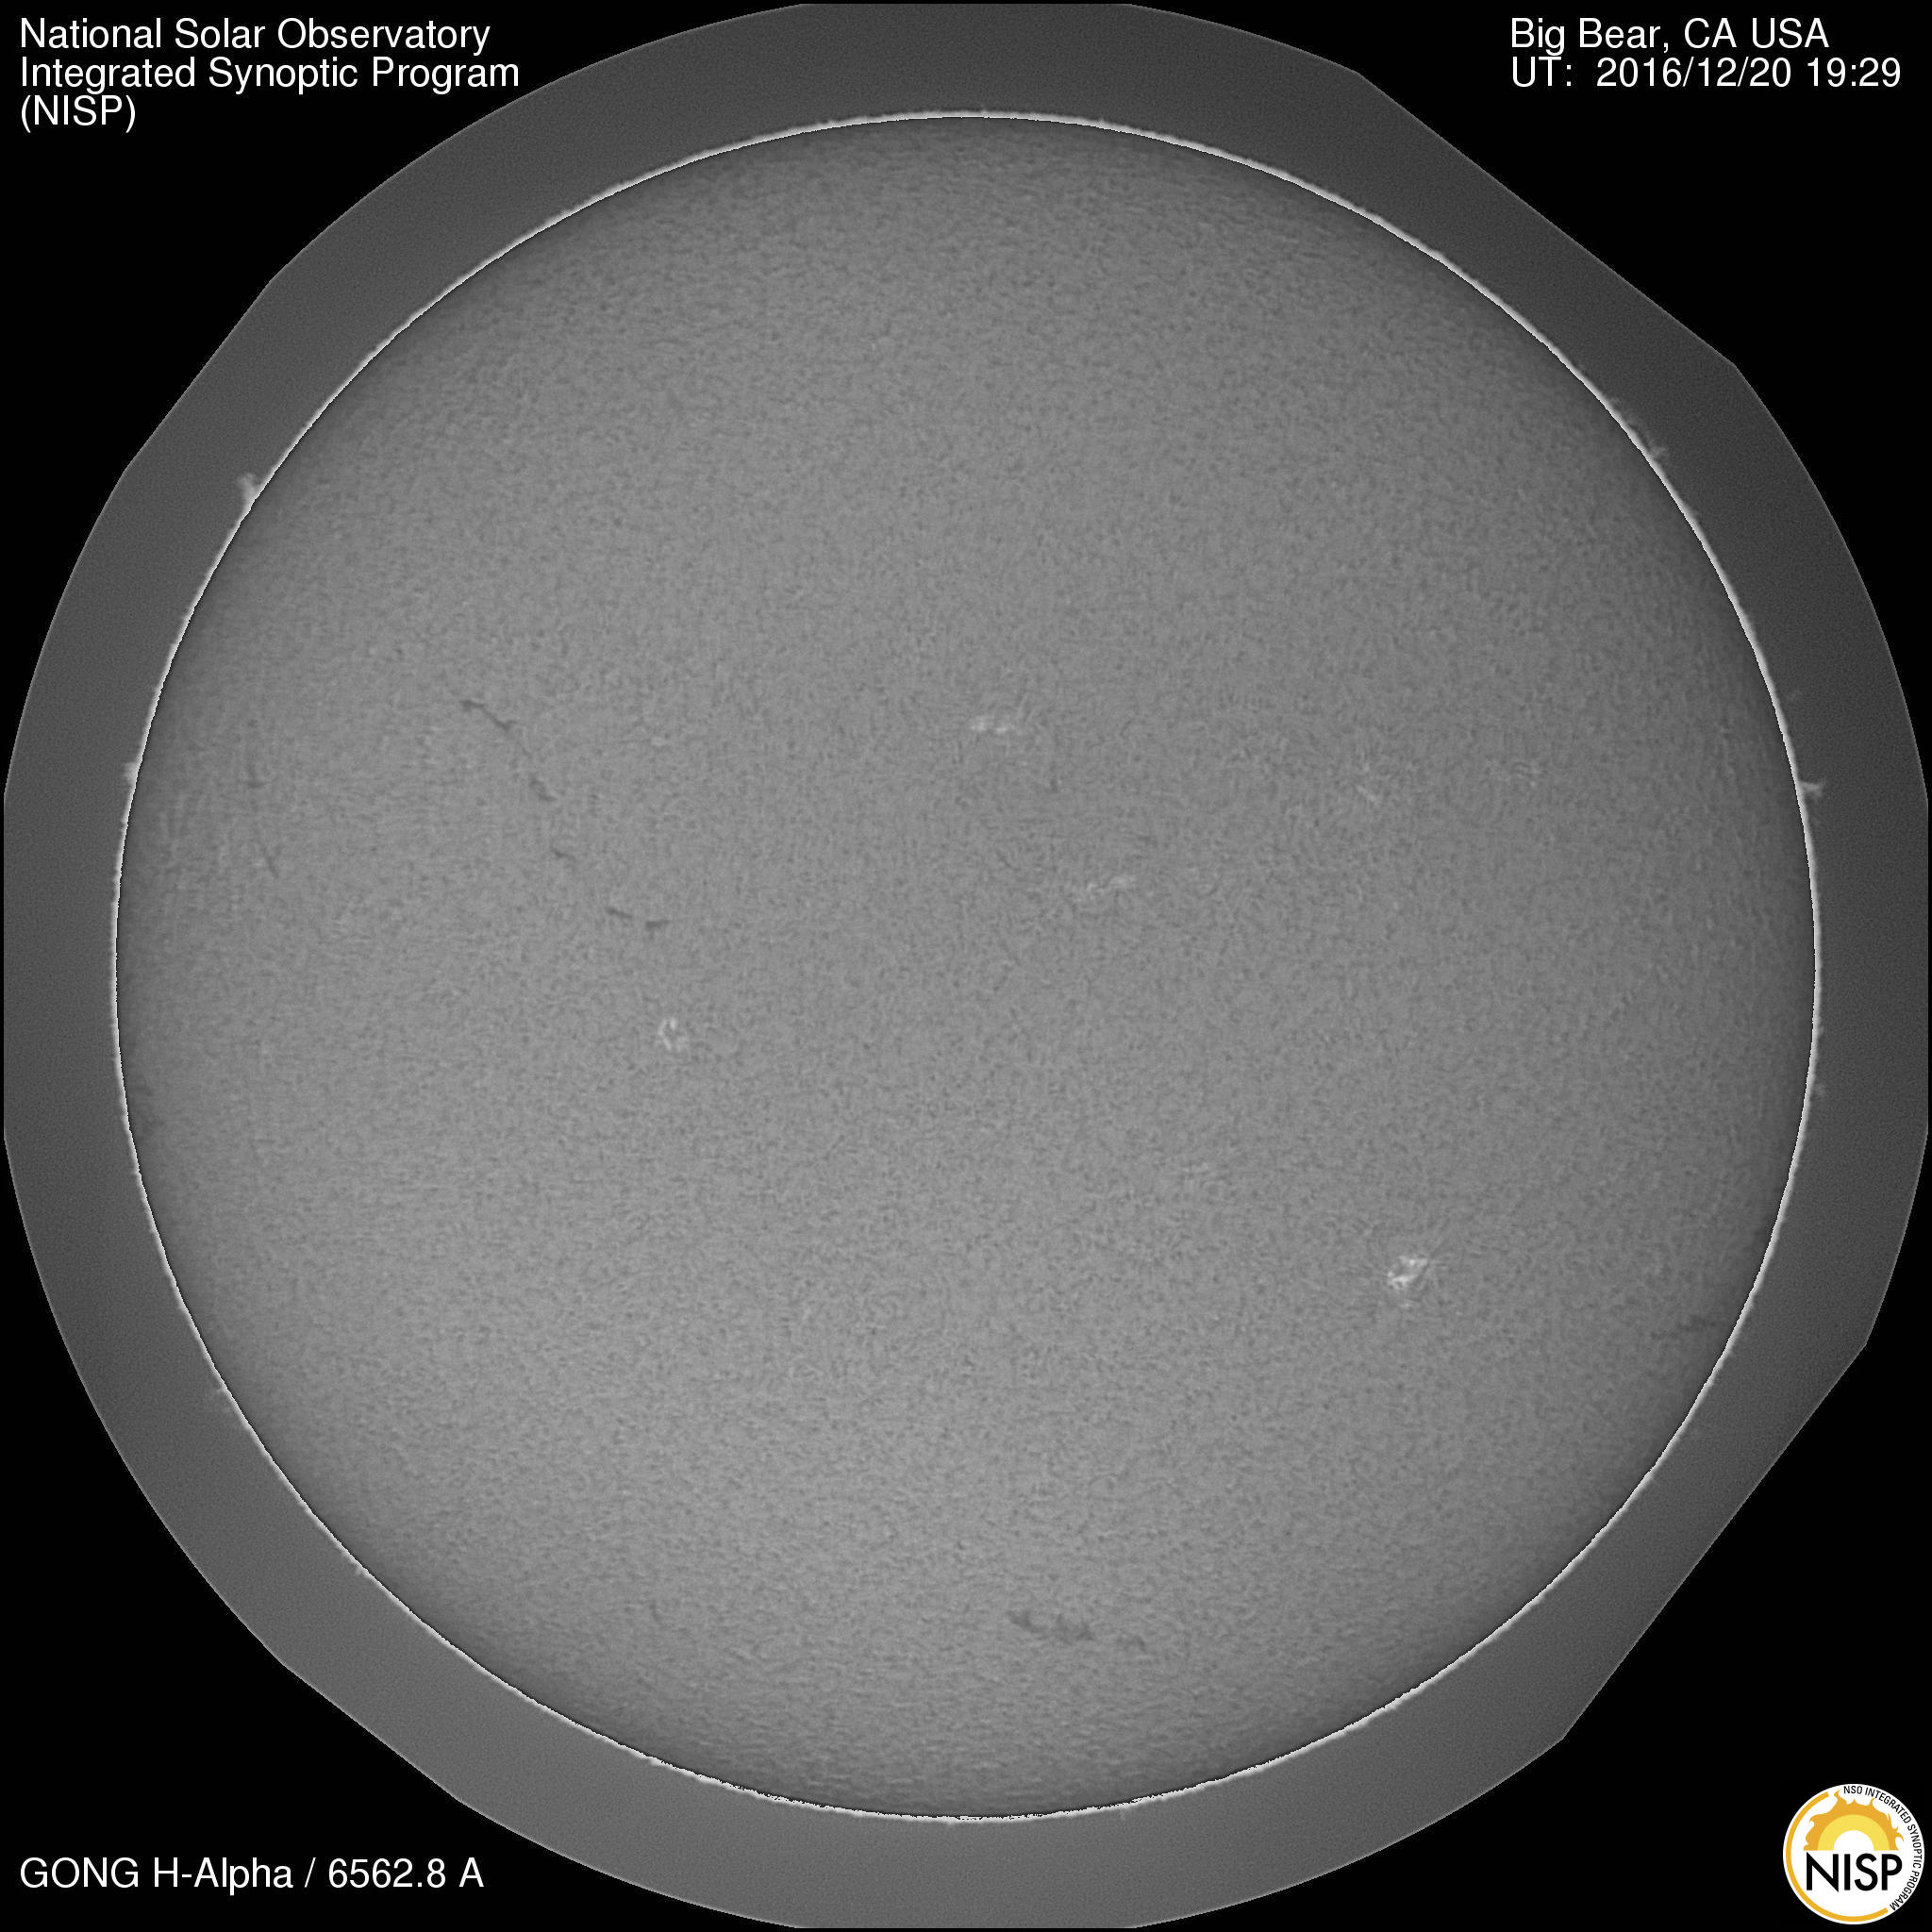 National Solar Observatory
Integrated Synoptic Program
(NISP)
Big Bear, CA USA
UT: 2016/12/20 19:29
GONG H-Alpha / 6562.8 A
NSO INTEGRATED SYNOPTIC PROGRAM
NISP